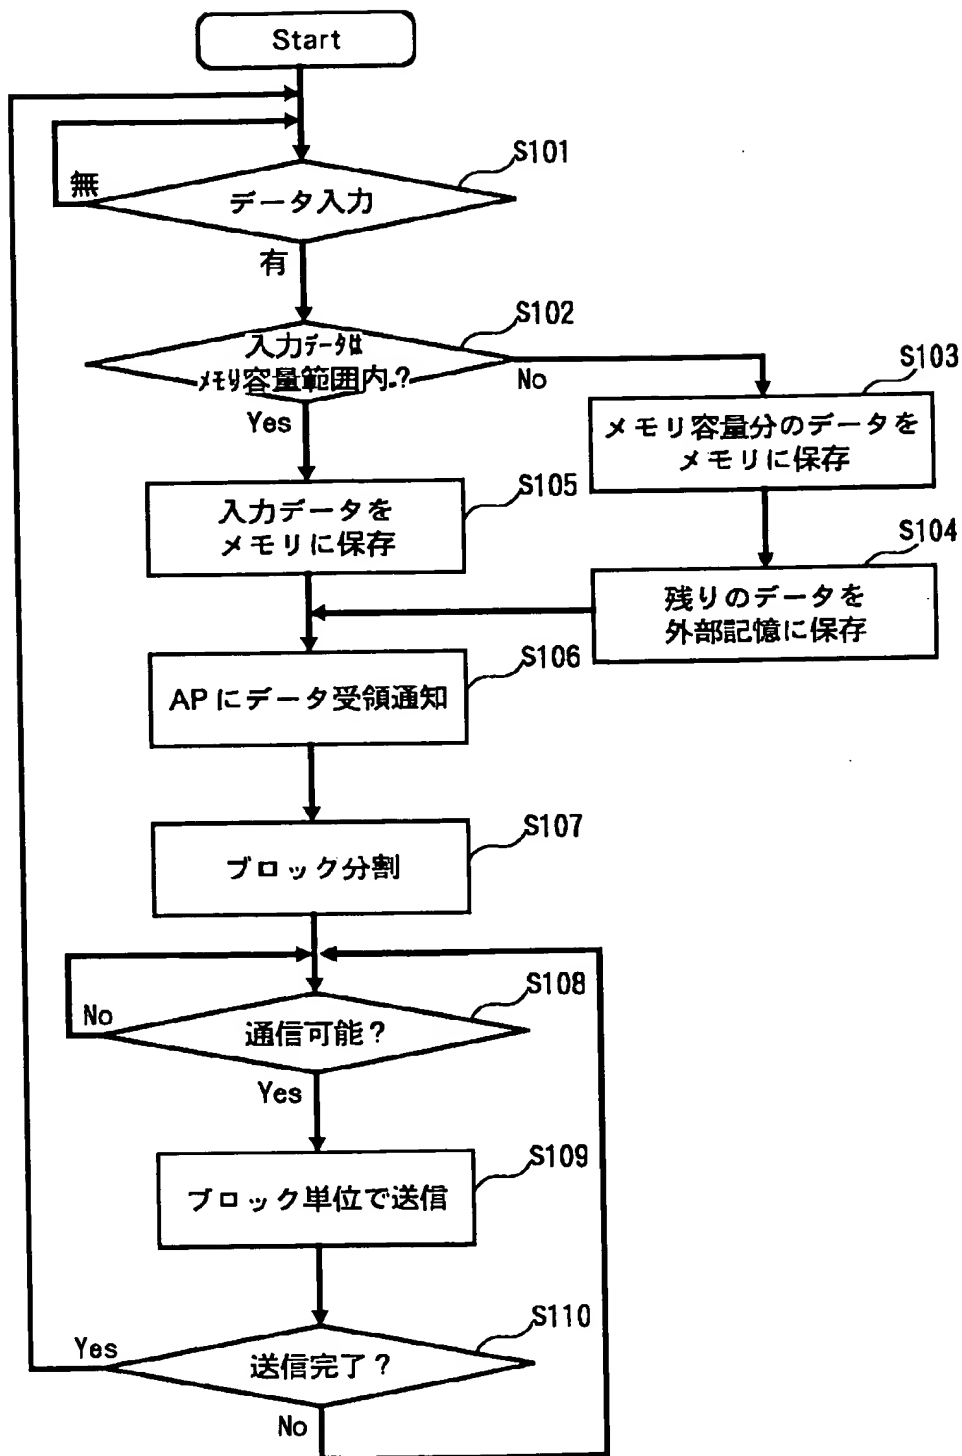 Start
S101
無
データ入力
有
S102
入力データは
メモリ容量範囲内?
No
Yes
S103
メモリ容量分のデータを
メモリに保存
S105
入力データを
メモリに保存
S104
残りのデータを
外部記憶に保存
S106
APにデータ受領通知
S107
ブロック分割
S108
No
通信可能?
Yes
S109
ブロック単位で送信
S110
Yes
送信完了?
No